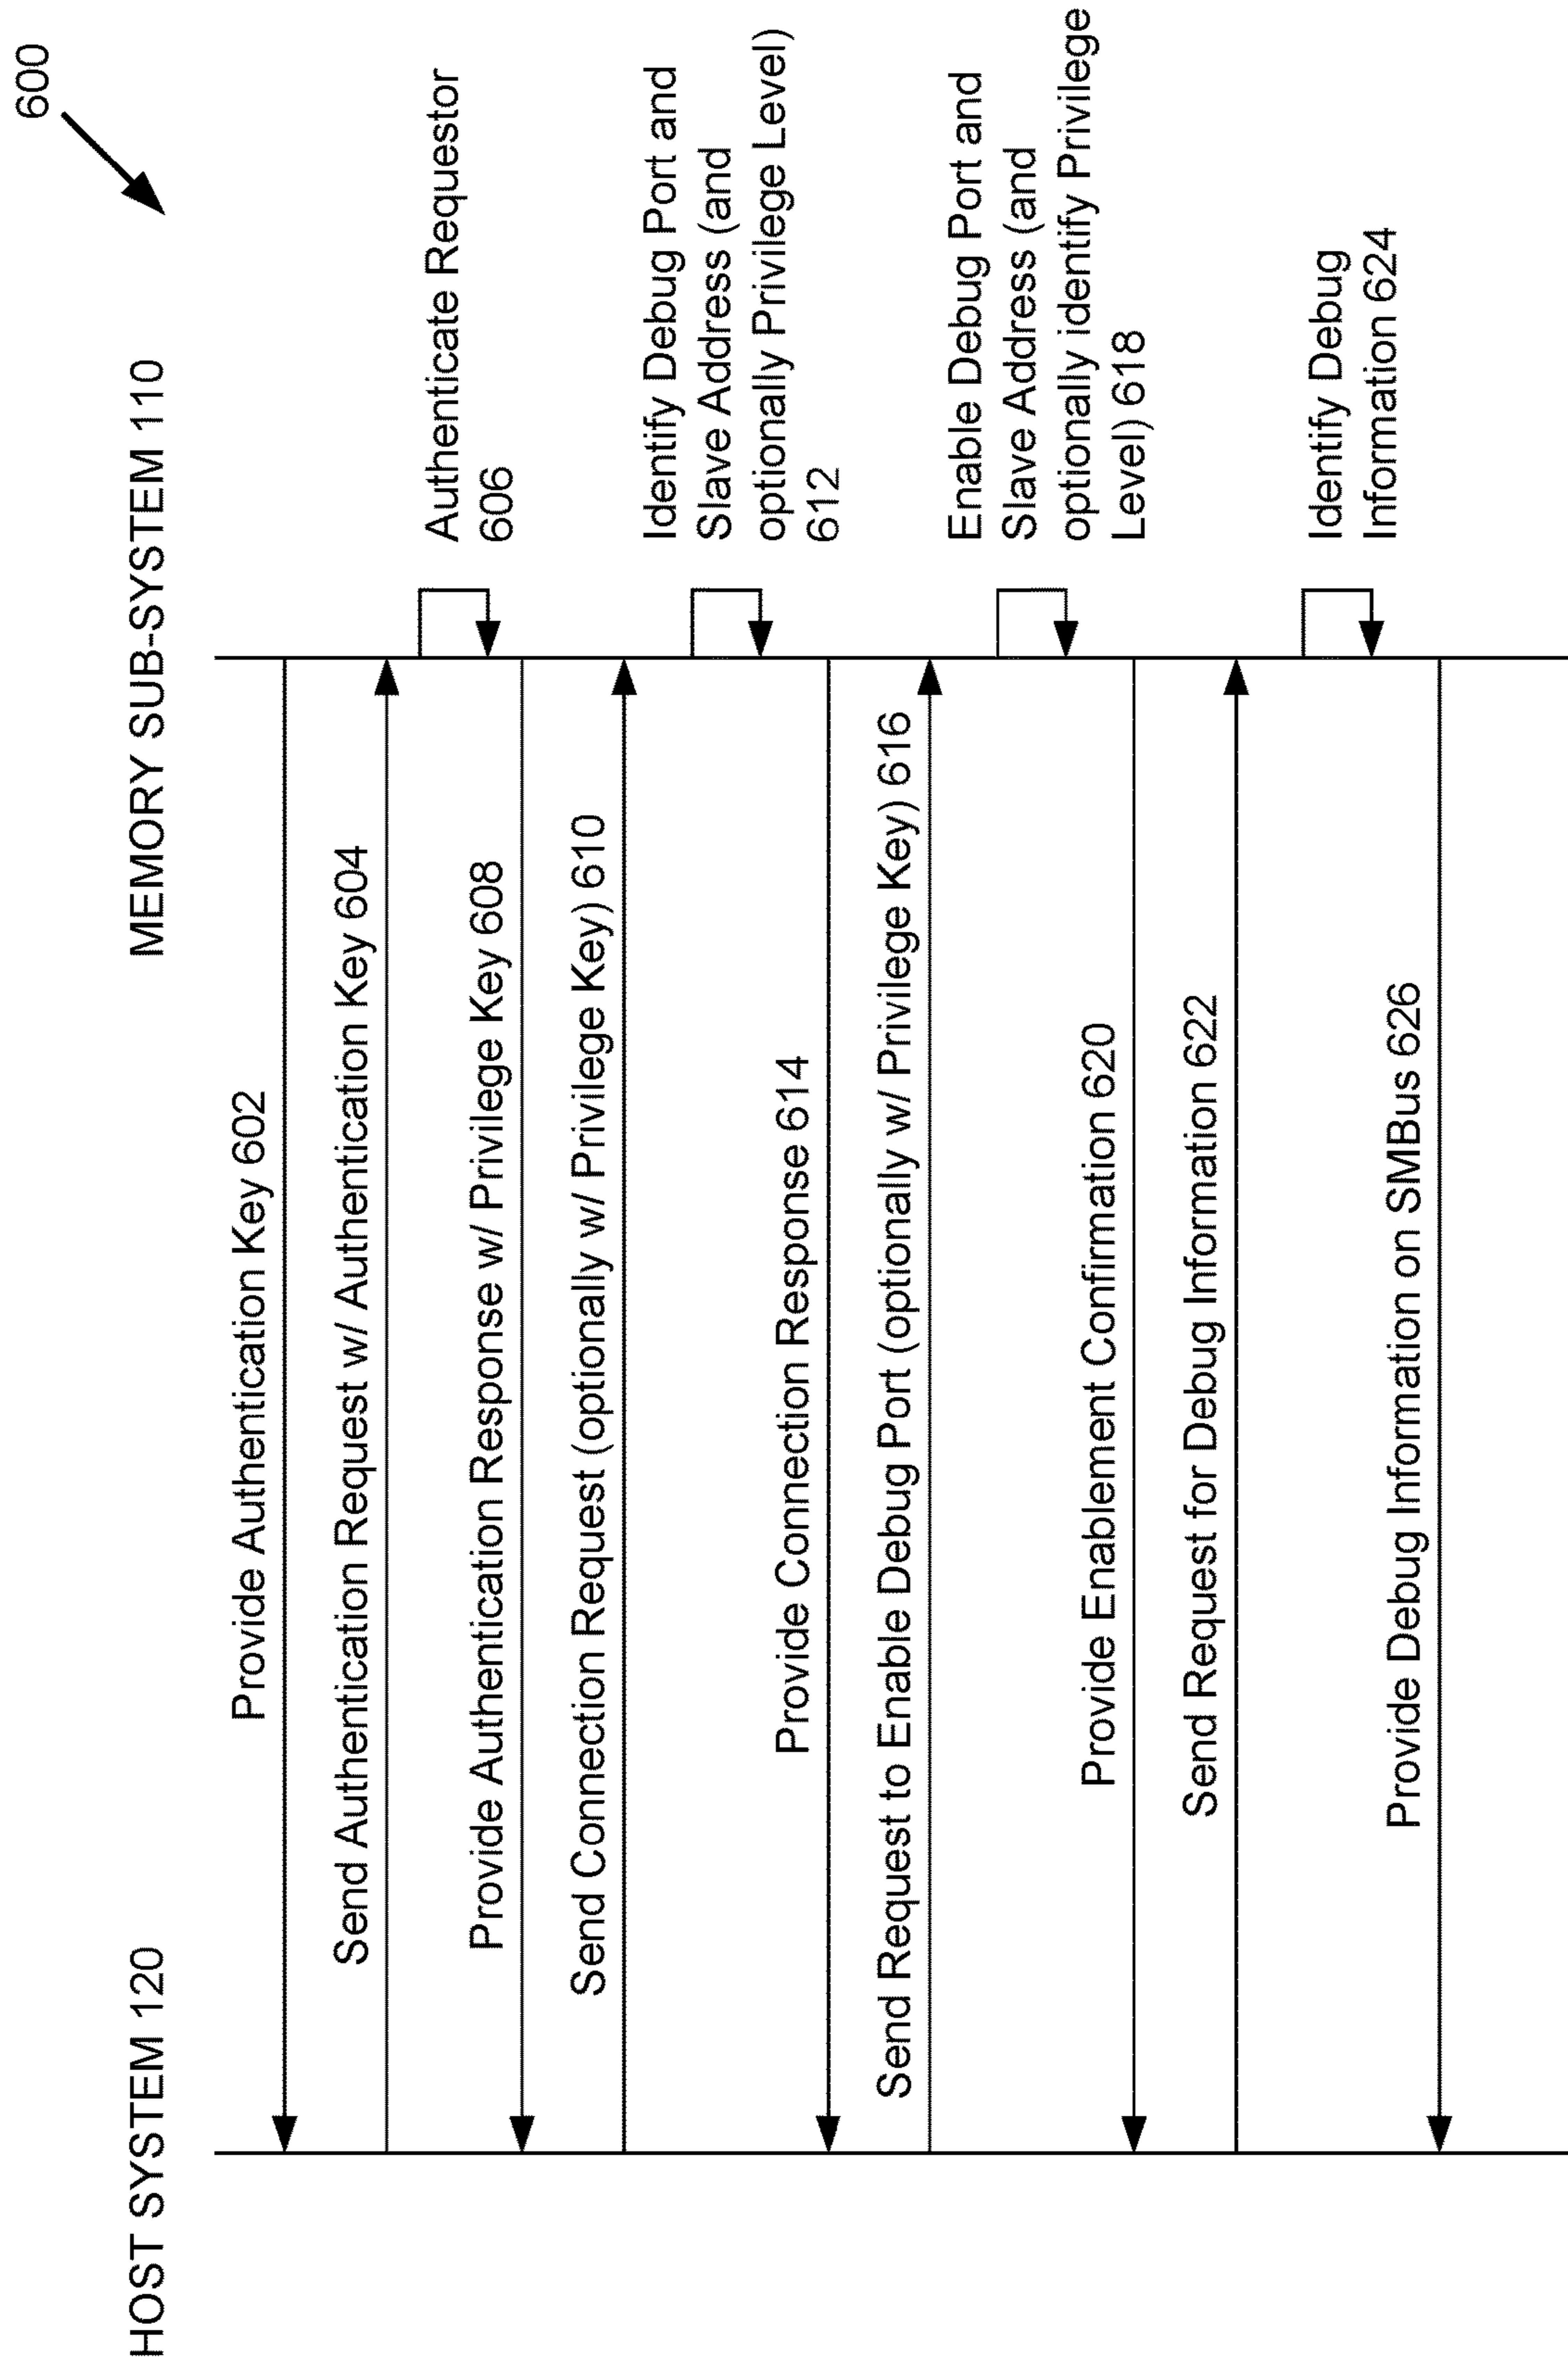 600
HOST SYSTEM 120
MEMORY SUB-SYSTEM 110
Provide Authentication Key 602
Send Authentication Request w/ Authentication Key 604
Authenticate Requestor
606
Provide Authentication Response w/ Privilege Key 608
Send Connection Request (optionally w/ Privilege Key) 610
Identify Debug Port and
Slave Address (and
optionally Privilege Level)
612
Provide Connection Response 614
Send Request to Enable Debug Port (optionally w/ Privilege Key) 616
Enable Debug Port and
Slave Address (and
optionally identify Privilege
Level) 618
Provide Enablement Confirmation 620
Send Request for Debug Information 622
Identify Debug
Information 624
Provide Debug Information on SMBus 626